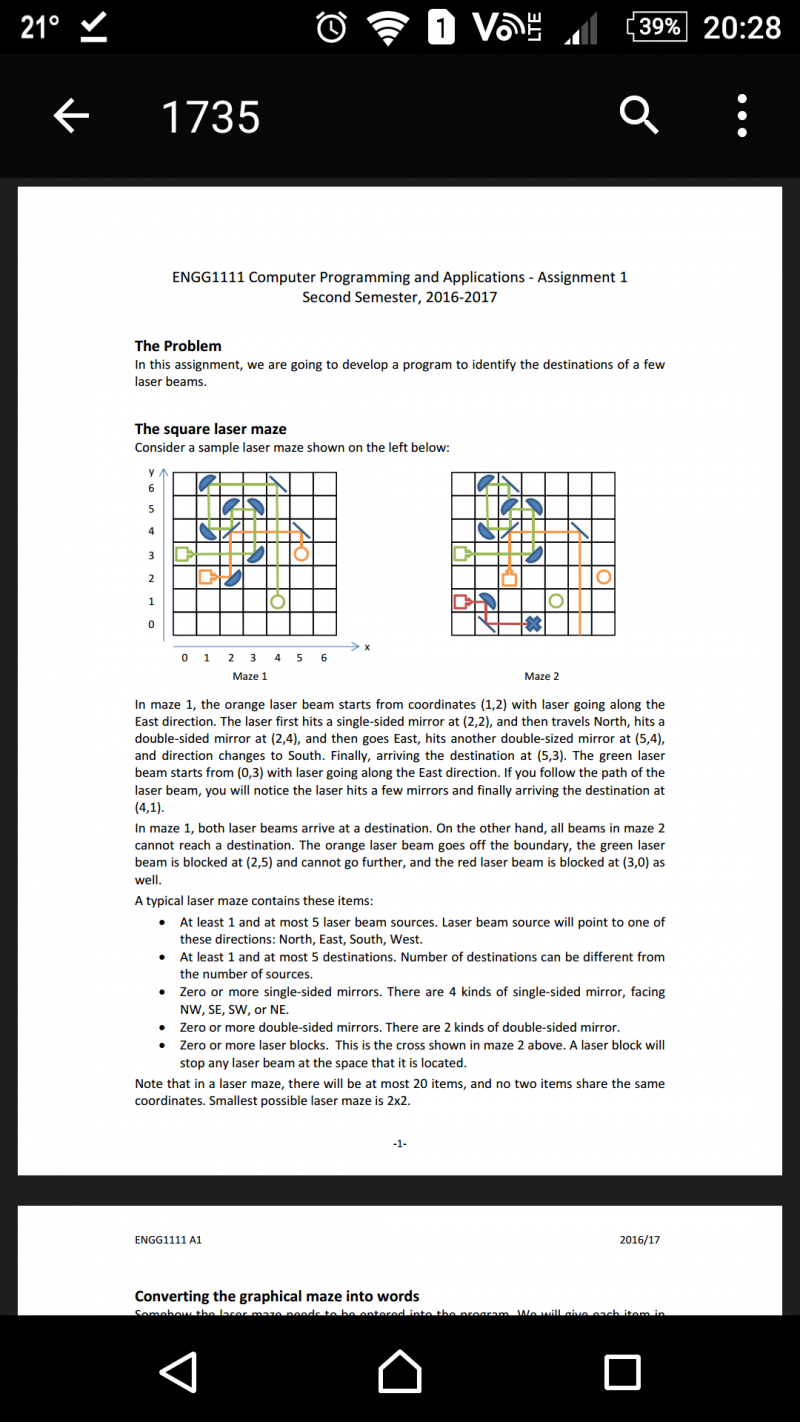 21°
1
VoLTE
39%
20:28
1735
ENGG1111 Computer Programming and Applications - Assignment 1
Second Semester, 2016-2017
The Problem
In this assignment, we are going to develop a program to identify the destinations of a few
laser beams.
The square laser maze
Consider a sample laser maze shown on the left below:
y
6
5
4
3
2
1
0
x
0 1 2 3 4 5 6
Maze 1
Maze 2
In maze 1, the orange laser beam starts from coordinates (1,2) with laser going along the
East direction. The laser first hits a single-sided mirror at (2,2), and then travels North, hits a
double-sided mirror at (2,4), and then goes East, hits another double-sized mirror at (5,4),
and direction changes to South. Finally, arriving the destination at (5,3). The green laser
beam starts from (0,3) with laser going along the East direction. If you follow the path of the
laser beam, you will notice the laser hits a few mirrors and finally arriving the destination at
(4,1).
In maze 1, both laser beams arrive at a destination. On the other hand, all beams in maze 2
cannot reach a destination. The orange laser beam goes off the boundary, the green laser
beam is blocked at (2,5) and cannot go further, and the red laser beam is blocked at (3,0) as
well.
A typical laser maze contains these items:
• At least 1 and at most 5 laser beam sources. Laser beam source will point to one of
these directions: North, East, South, West.
• At least 1 and at most 5 destinations. Number of destinations can be different from
the number of sources.
• Zero or more single-sided mirrors. There are 4 kinds of single-sided mirror, facing
NW, SE, SW, or NE.
• Zero or more double-sided mirrors. There are 2 kinds of double-sided mirror.
• Zero or more laser blocks. This is the cross shown in maze 2 above. A laser block will
stop any laser beam at the space that it is located.
Note that in a laser maze, there will be at most 20 items, and no two items share the same
coordinates. Smallest possible laser maze is 2x2.
-1-
ENGG1111 A1
2016/17
Converting the graphical maze into words
Somehow the laser maze needs to be entered into the program. We will give each item in